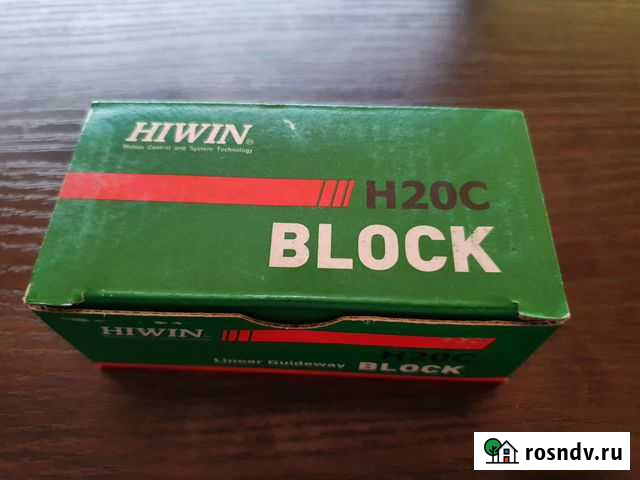 HIWIN®
Motion Control and System Technology
H20C
BLOCK
HIWIN®
H20C
Linear Guideway
BLOCK
rosndv.ru